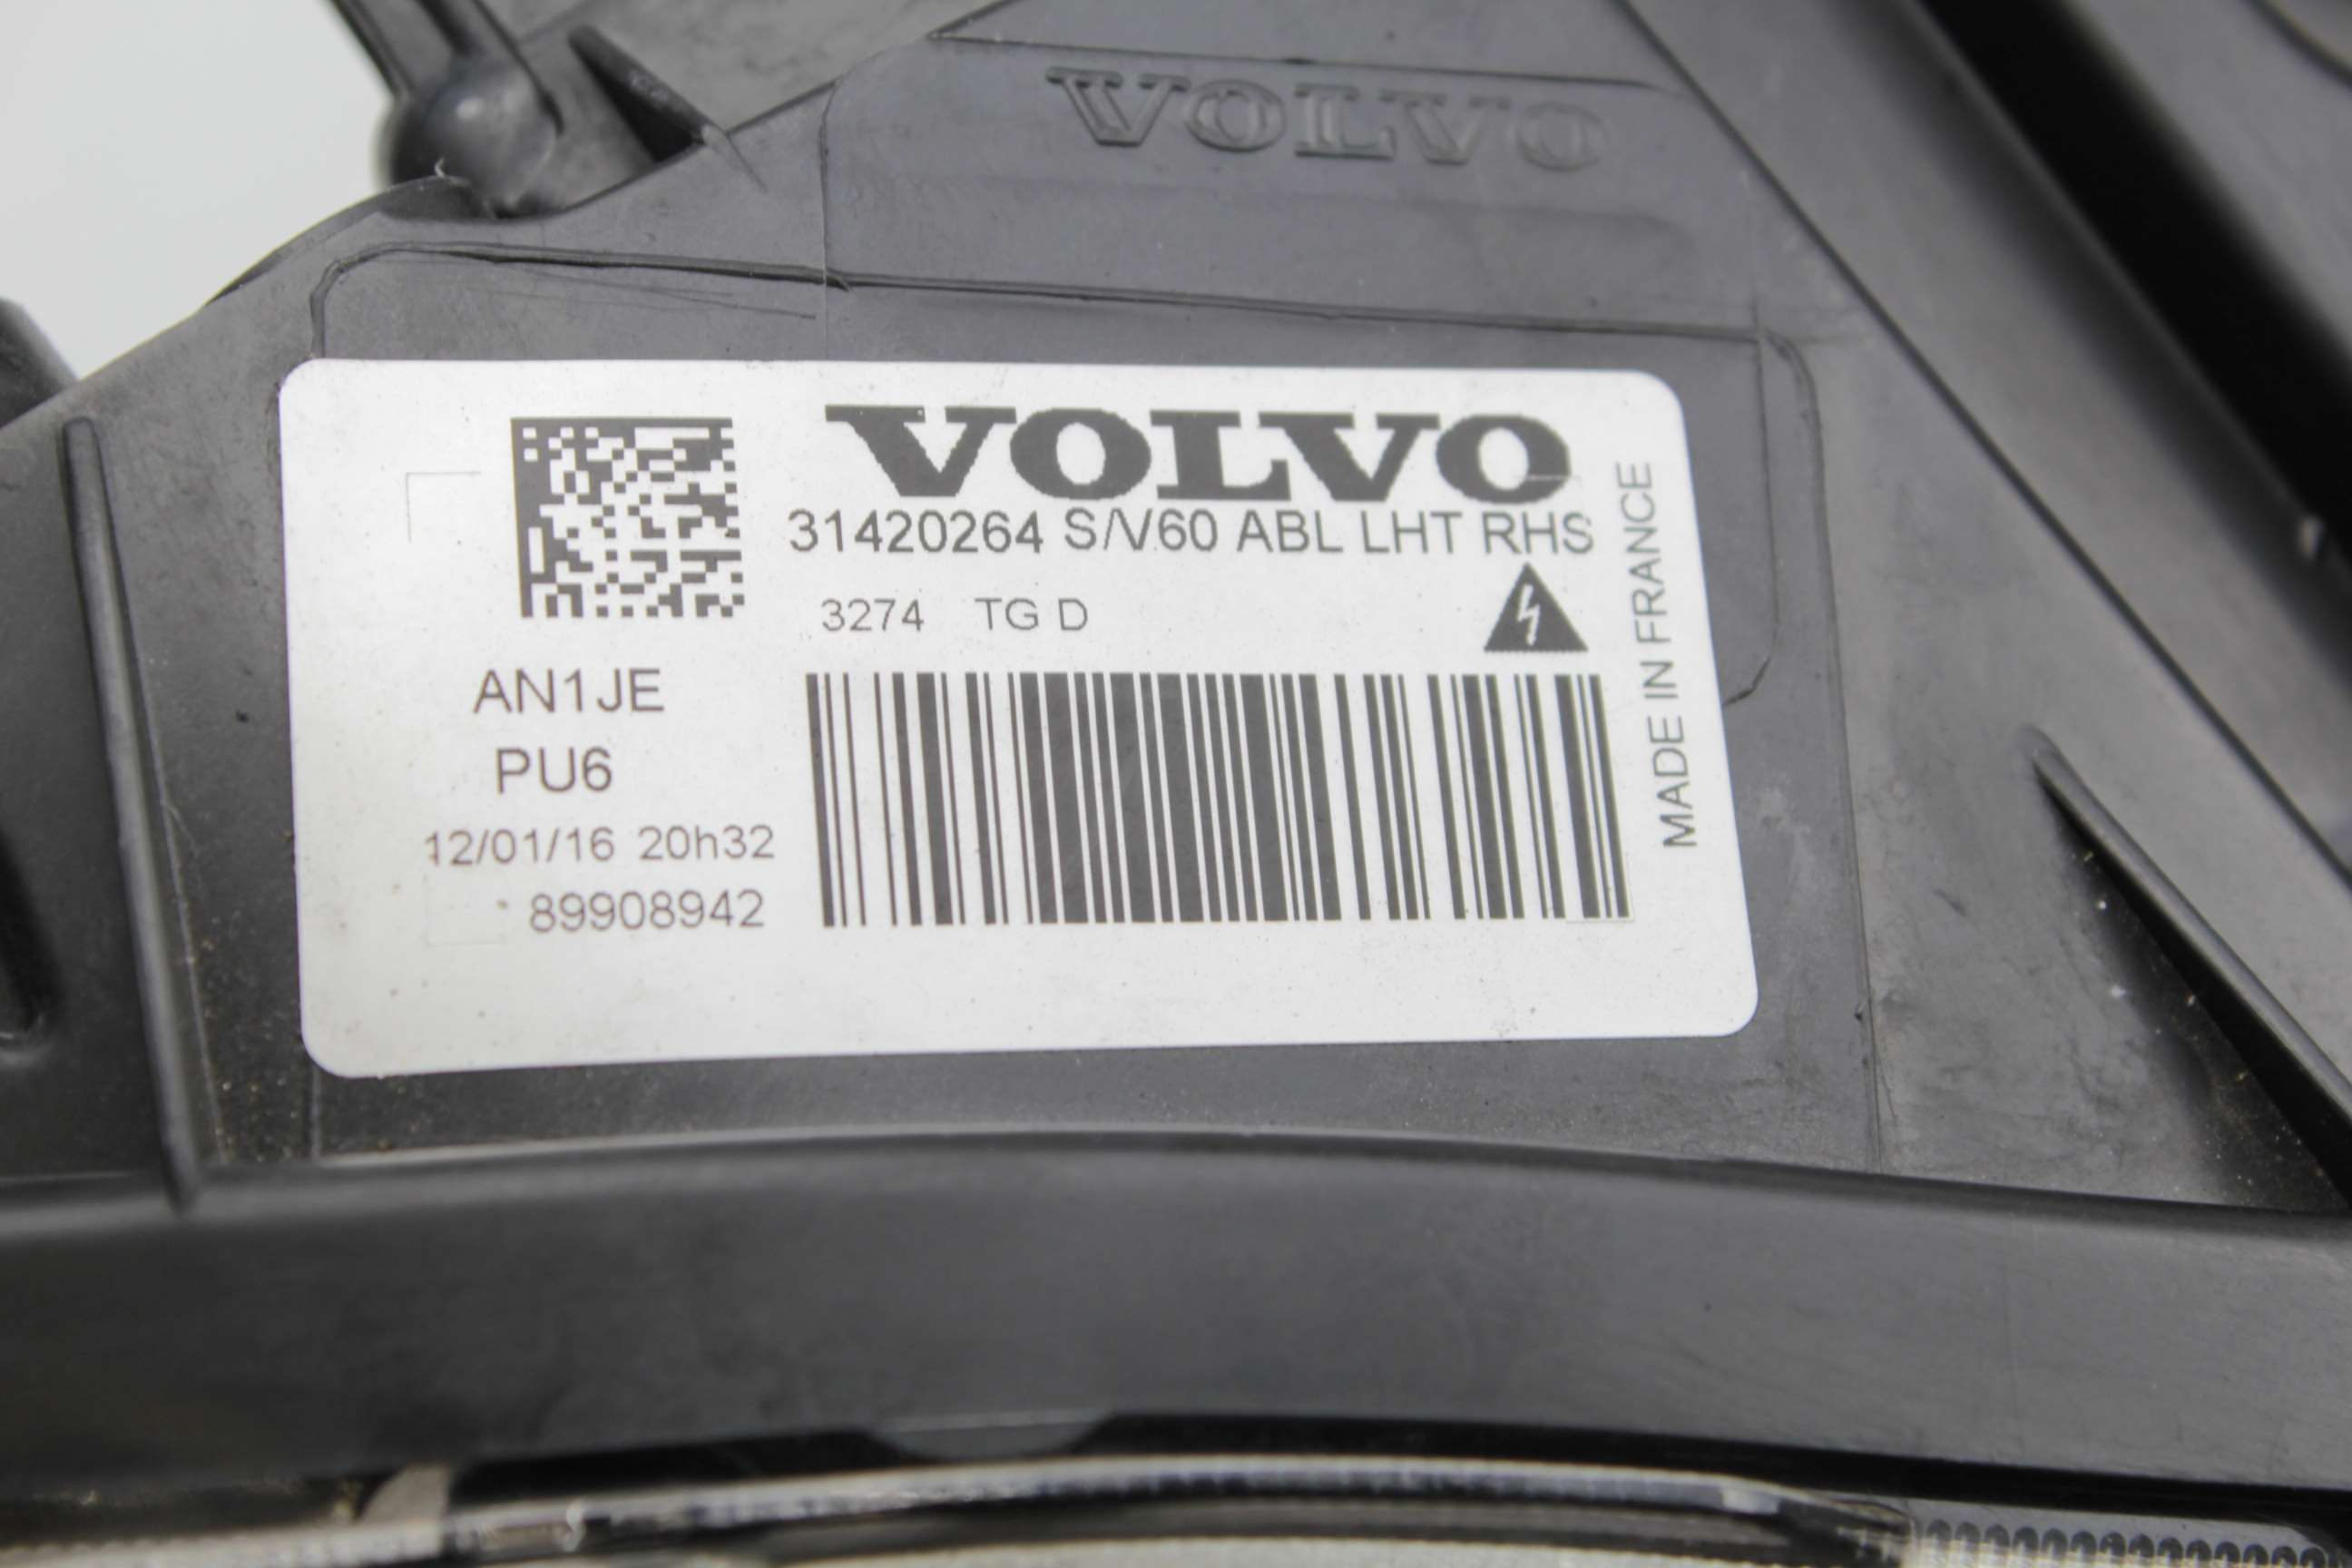 VOLVO
VOLVO
31420264 S/V60 ABL LHT RHS
3274 TG D
AN1JE
PU6
12/01/16 20h32
89908942
MADE IN FRANCE